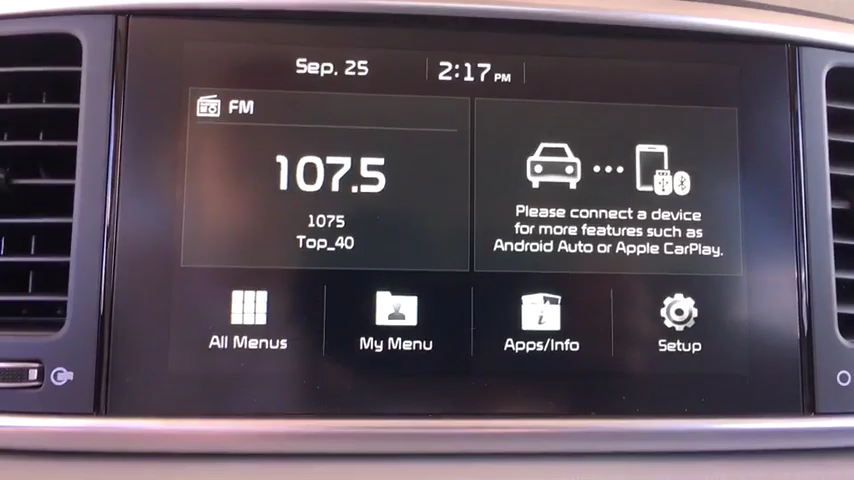 Sep. 25
2:17 PM
FM
107.5
1075
Top_40
Please connect a device
for more features such as
Android Auto or Apple CarPlay.
All Menus
My Menu
Apps/Info
Setup